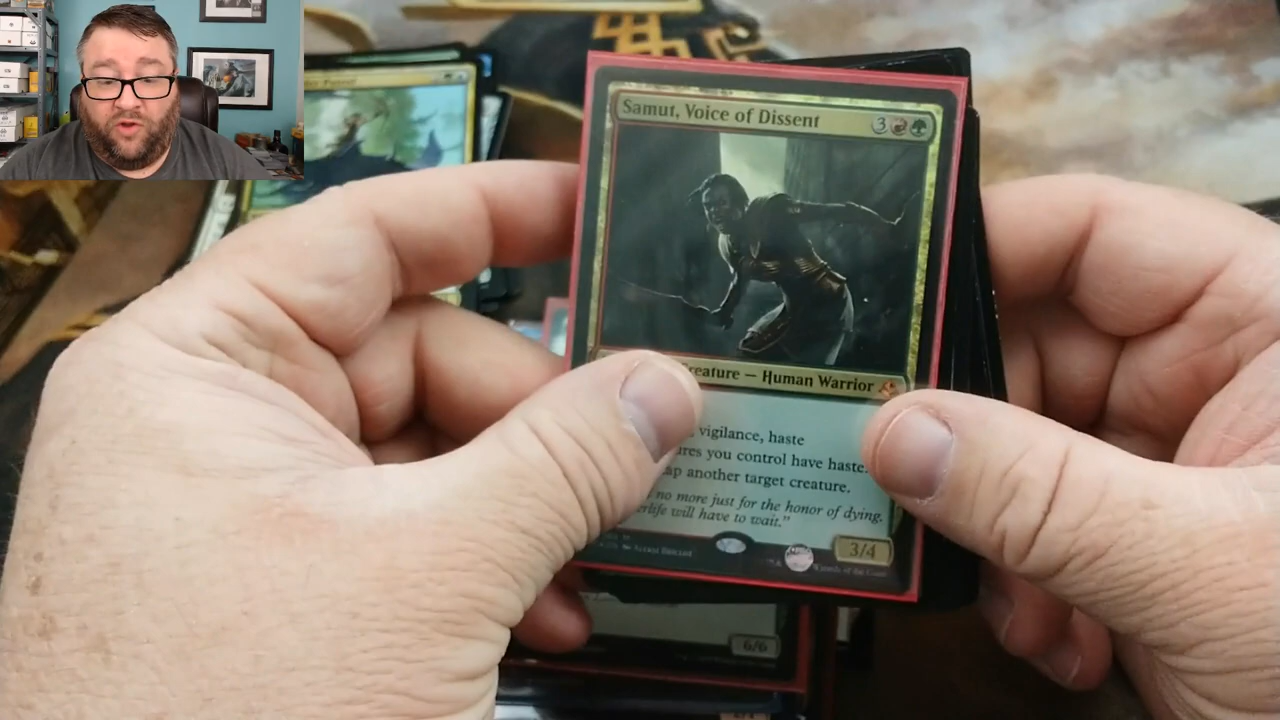 Samut, Voice of Dissent 3
Creature — Human Warrior
vigilance, haste
ures you control have haste.
ap another target creature.
no more just for the honor of dying.
erlife will have to wait."
3/4
6/6